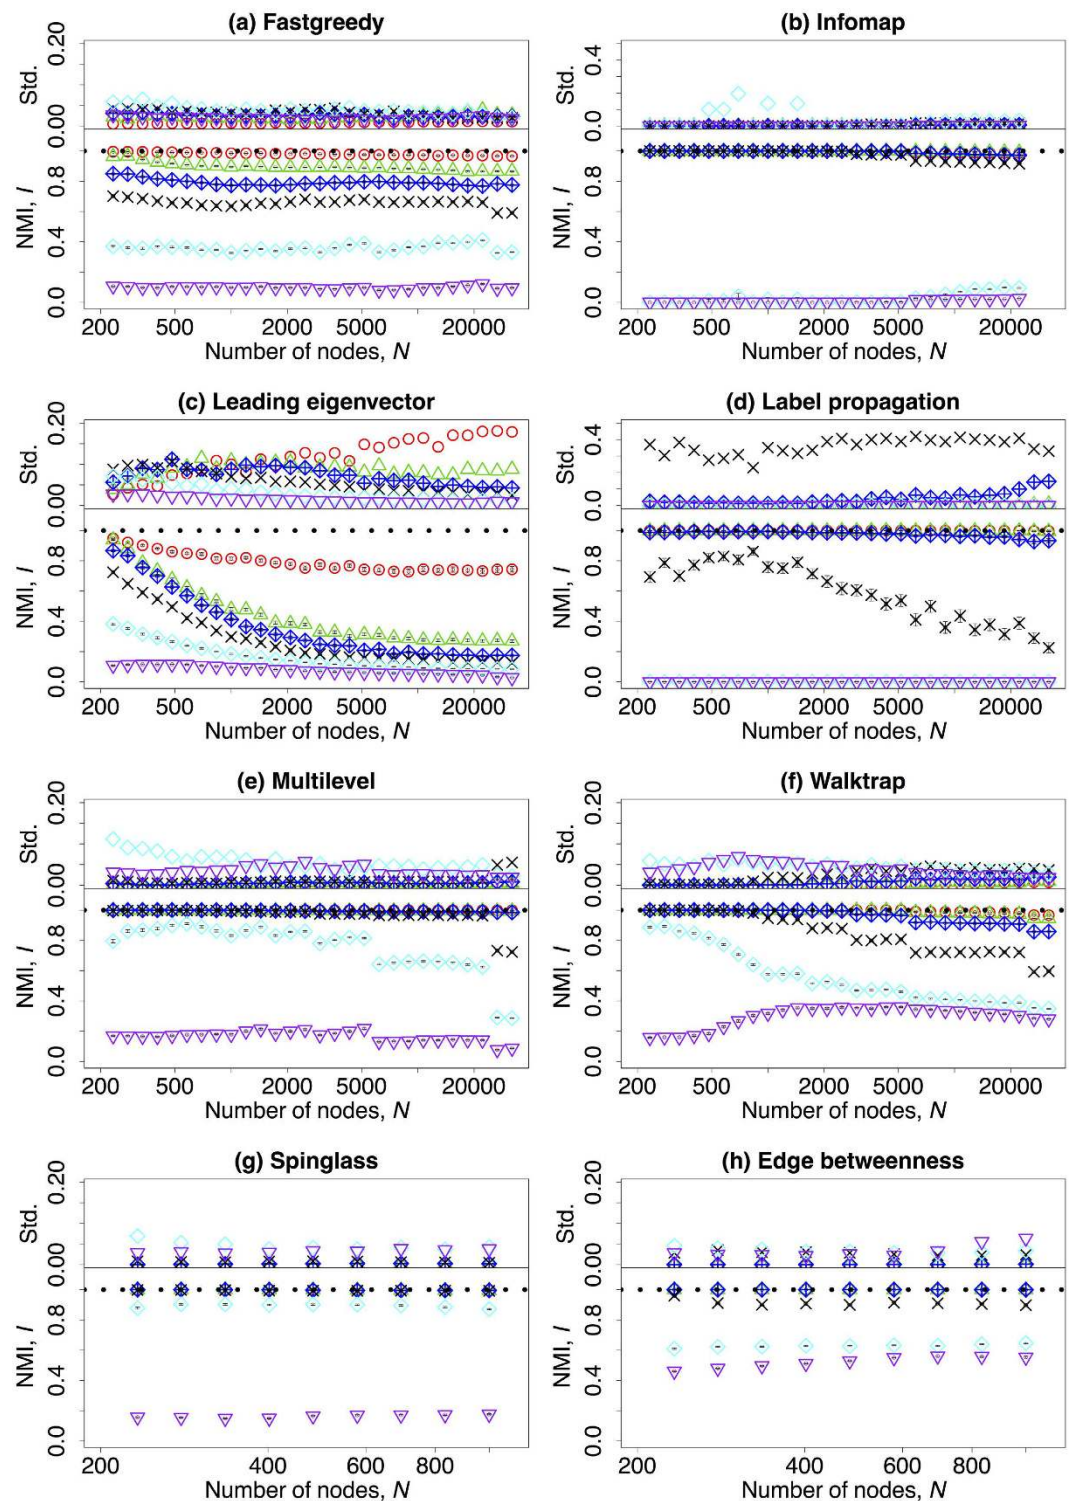 (a) Fastgreedy
(b) Infomap
Std.
0.00 0.20
NMI, I
0.0 0.4 0.8
200 500 2000 5000 20000
Number of nodes, N
Std.
0.0 0.4
NMI, I
0.0 0.4 0.8
200 500 2000 5000 20000
Number of nodes, N
(c) Leading eigenvector
(d) Label propagation
Std.
0.00 0.20
NMI, I
0.0 0.4 0.8
200 500 2000 5000 20000
Number of nodes, N
Std.
0.0 0.4
NMI, I
0.0 0.4 0.8
200 500 2000 5000 20000
Number of nodes, N
(e) Multilevel
(f) Walktrap
Std.
0.00 0.20
NMI, I
0.0 0.4 0.8
200 500 2000 5000 20000
Number of nodes, N
Std.
0.00 0.20
NMI, I
0.0 0.4 0.8
200 500 2000 5000 20000
Number of nodes, N
(g) Spinglass
(h) Edge betweenness
Std.
0.00 0.20
NMI, I
0.0 0.4 0.8
200 400 600 800
Number of nodes, N
Std.
0.00 0.20
NMI, I
0.0 0.4 0.8
200 400 600 800
Number of nodes, N